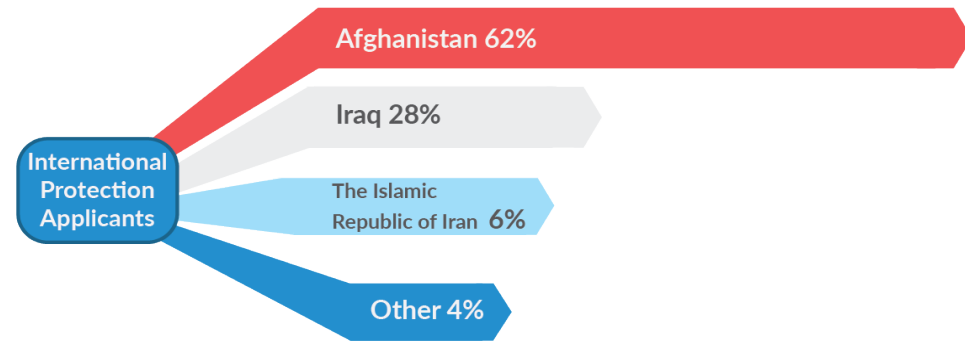 Afghanistan 62%
Iraq 28%
International
Protection
Applicants
The Islamic
Republic of Iran 6%
Other 4%